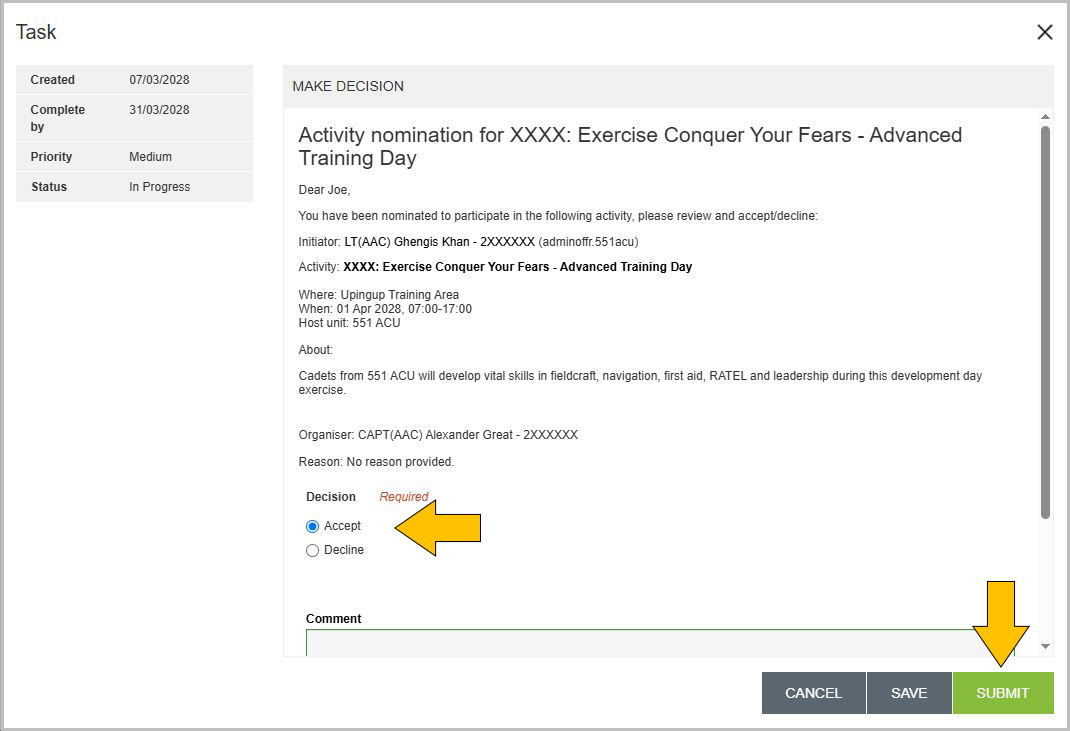 Task
Created 07/03/2028
Complete
by 31/03/2028
Priority Medium
Status In Progress
MAKE DECISION
Activity nomination for XXXX: Exercise Conquer Your Fears - Advanced
Training Day
Dear Joe,
You have been nominated to participate in the following activity, please review and accept/decline:
Initiator: LT(AAC) Ghengis Khan - 2XXXXXX (adminoffr.551acu)
Activity: XXXX: Exercise Conquer Your Fears - Advanced Training Day
Where: Upingup Training Area
When: 01 Apr 2028, 07:00-17:00
Host unit: 551 ACU
About:
Cadets from 551 ACU will develop vital skills in fieldcraft, navigation, first aid, RATEL and leadership during this development day
exercise.
Organiser: CAPT(AAC) Alexander Great - 2XXXXXX
Reason: No reason provided.
Decision Required
Accept
Decline
Comment
CANCEL SAVE SUBMIT